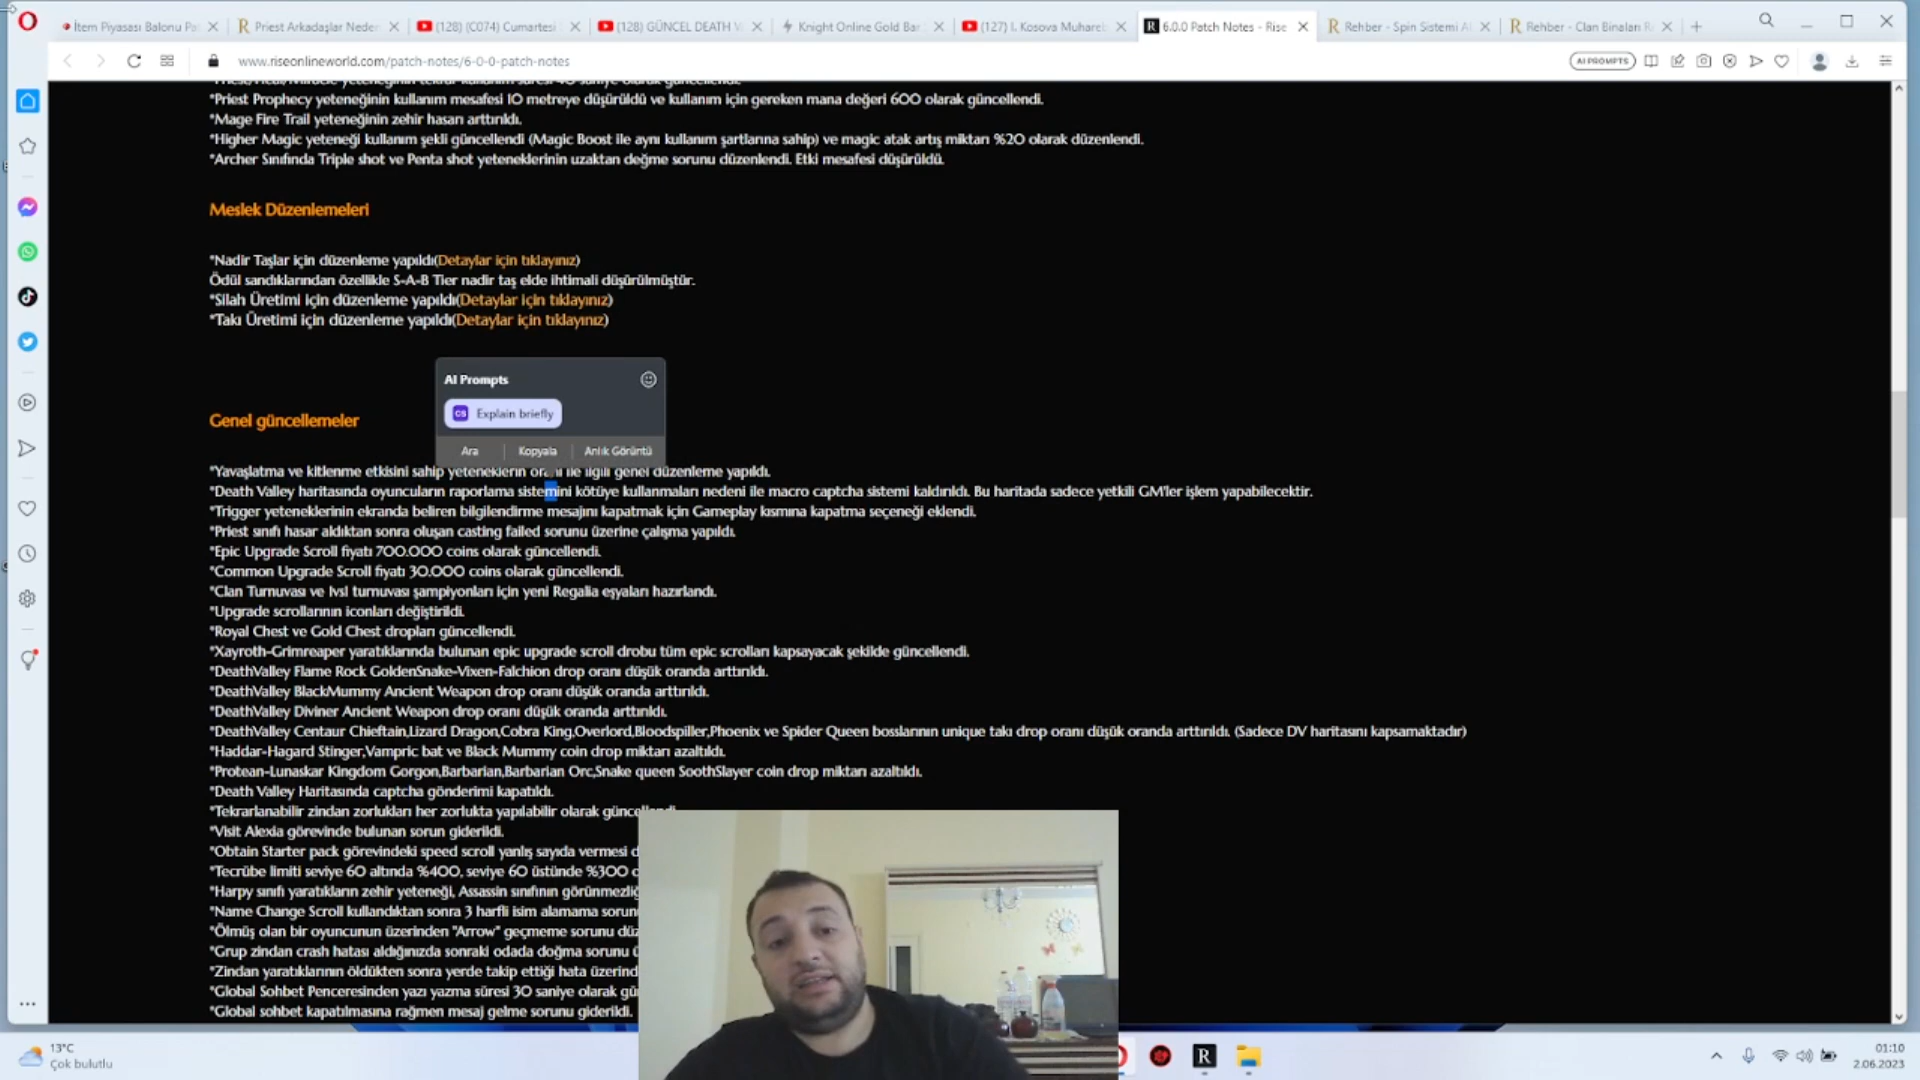 İtem Piyasası Balonu Pa
Priest Arkadaşlar Neden
(128) (C074) Cumartesi
(128) GÜNCEL DEATH V
Knight Online Gold Bar
(127) I. Kosova Muhareb
6.0.0 Patch Notes - Rise
Rehber - Spin Sistemi A
Rehber - Clan Binaları R
www.riseonlineworld.com/patch-notes/6-0-0-patch-notes
AI PROMPTS
*Priest Prophecy yeteneğinin kullanım mesafesi 10 metreye düşürüldü ve kullanım için gereken mana değeri 600 olarak güncellendi.
*Mage Fire Trail yeteneğinin zehir hasarı arttırıldı.
*Higher Magic yeteneği kullanım şekli güncellendi (Magic Boost ile aynı kullanım şartlarına sahip) ve magic atak artış miktarı %20 olarak düzenlendi.
*Archer Sınıfında Triple shot ve Penta shot yeteneklerinin uzaktan değme sorunu düzenlendi. Etki mesafesi düşürüldü.
Meslek Düzenlemeleri
*Nadir Taşlar için düzenleme yapıldı(Detaylar için tıklayınız)
Ödül sandıklarından özellikle S-A-B Tier nadir taş elde ihtimali düşürülmüştür.
*Silah Üretimi için düzenleme yapıldı(Detaylar için tıklayınız)
*Takı Üretimi için düzenleme yapıldı(Detaylar için tıklayınız)
AI Prompts
CS Explain briefly
Ara Kopyala Anlık Görüntü
Genel güncellemeler
*Yavaşlatma ve kitlenme etkisini sahip yeteneklerin ile ilgili genel düzenleme yapıldı.
*Death Valley haritasında oyuncuların raporlama sistemini kötüye kullanmaları nedeni ile macro captcha sistemi kaldırıldı. Bu haritada sadece yetkili GM'ler işlem yapabilecektir.
*Trigger yeteneklerinin ekranda beliren bilgilendirme mesajını kapatmak için Gameplay kısmına kapatma seçeneği eklendi.
*Priest sınıfı hasar aldıktan sonra oluşan casting failed sorunu üzerine çalışma yapıldı.
*Epic Upgrade Scroll fiyatı 700.000 coins olarak güncellendi.
*Common Upgrade Scroll fiyatı 30.000 coins olarak güncellendi.
*Clan Turnuvası ve 1vs1 turnuvası şampiyonları için yeni Regalia eşyaları hazırlandı.
*Upgrade scrollarının iconları değiştirildi.
*Royal Chest ve Gold Chest dropları güncellendi.
*Xayroth-Grimreaper yaratıklarında bulunan epic upgrade scroll drobu tüm epic scrolları kapsayacak şekilde güncellendi.
*DeathValley Flame Rock GoldenSnake-Vixen-Falchion drop oranı düşük oranda arttırıldı.
*DeathValley BlackMummy Ancient Weapon drop oranı düşük oranda arttırıldı.
*DeathValley Diviner Ancient Weapon drop oranı düşük oranda arttırıldı.
*DeathValley Centaur Chieftain,Lizard Dragon,Cobra King,Overlord,Bloodspiller,Phoenix ve Spider Queen bosslarının unique takı drop oranı düşük oranda arttırıldı. (Sadece DV haritasını kapsamaktadır)
*Haddar-Hagard Stinger,Vampric bat ve Black Mummy coin drop miktarı azaltıldı.
*Protean-Lunaskar Kingdom Gorgon,Barbarian,Barbarian Orc,Snake queen SoothSlayer coin drop miktarı azaltıldı.
*Death Valley Haritasında captcha gönderimi kapatıldı.
*Tekrarlanabilir zindan zorlukları her zorlukta yapılabilir olarak güncellendi.
*Visit Alexia görevinde bulunan sorun giderildi.
*Obtain Starter pack görevindeki speed scroll yanlış sayıda vermesi d
*Tecrübe limiti seviye 60 altında %400, seviye 60 üstünde %300 o
*Harpy sınıfı yaratıkların zehir yeteneği, Assassin sınıfının görünmezliğ
*Name Change Scroll kullandıktan sonra 3 harfli isim alamama sorun
*Ölmüş olan bir oyuncunun üzerinden "Arrow" geçmeme sorunu düz
*Grup zindan crash hatası aldığınızda sonraki odada doğma sorunu ü
*Zindan yaratıklarının öldükten sonra yerde takip ettiği hata üzerind
*Global Sohbet Penceresinden yazı yazma süresi 30 saniye olarak gü
*Global sohbet kapatılmasına rağmen mesaj gelme sorunu giderildi.
13°C
Çok bulutlu
01:10
2.06.2023